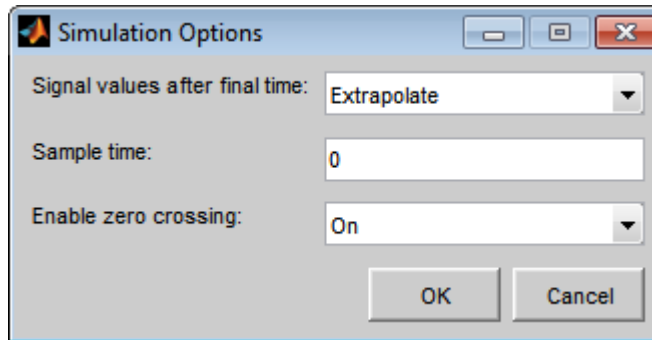 Simulation Options
Signal values after final time: Extrapolate
Sample time: 0
Enable zero crossing: On
OK Cancel